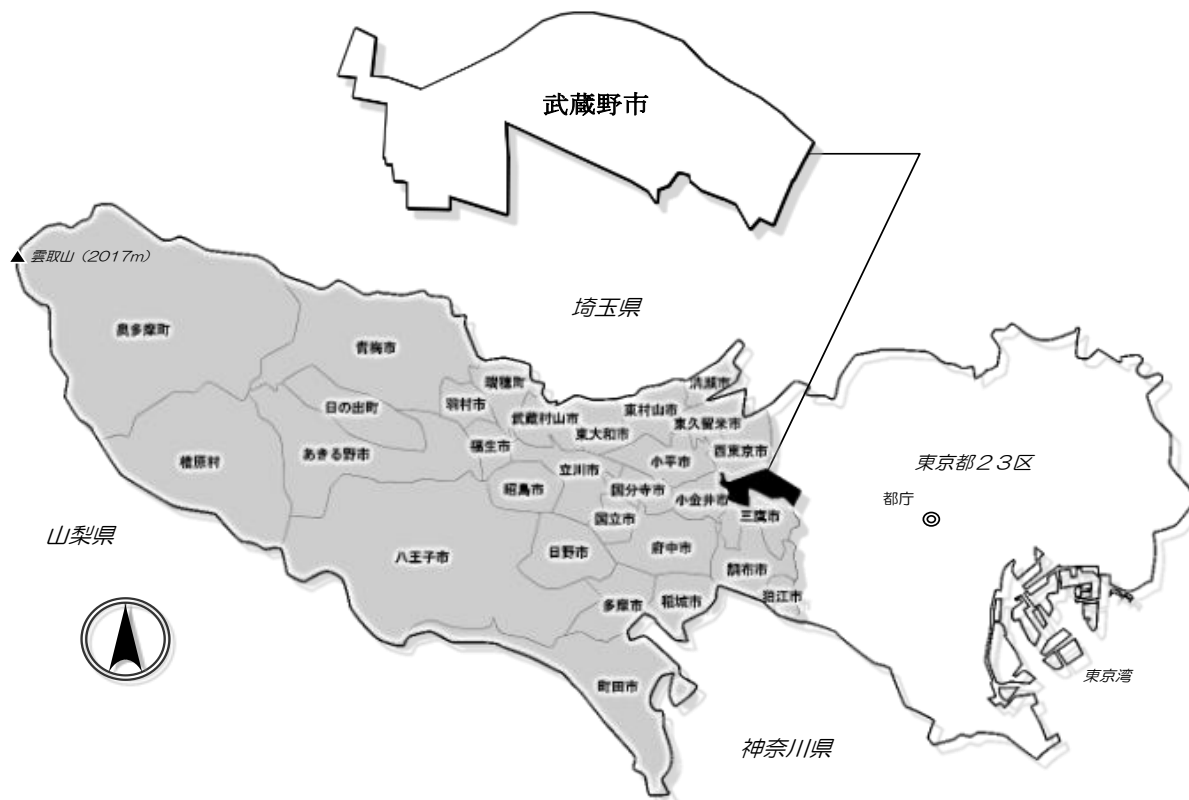 武蔵野市
雲取山（2017m）
埼玉県
奥多摩町
青梅市
瑞穂町
清瀬市
羽村市
日の出町
武蔵村山市
東村山市
東久留米市
東大和市
福生市
あきる野市
檜原村
西東京市
小平市
立川市
東京都２３区
昭島市
国分寺市
小金井市
都庁
国立市
三鷹市
山梨県
八王子市
日野市
府中市
調布市
狛江市
多摩市
稲城市
東京湾
町田市
神奈川県